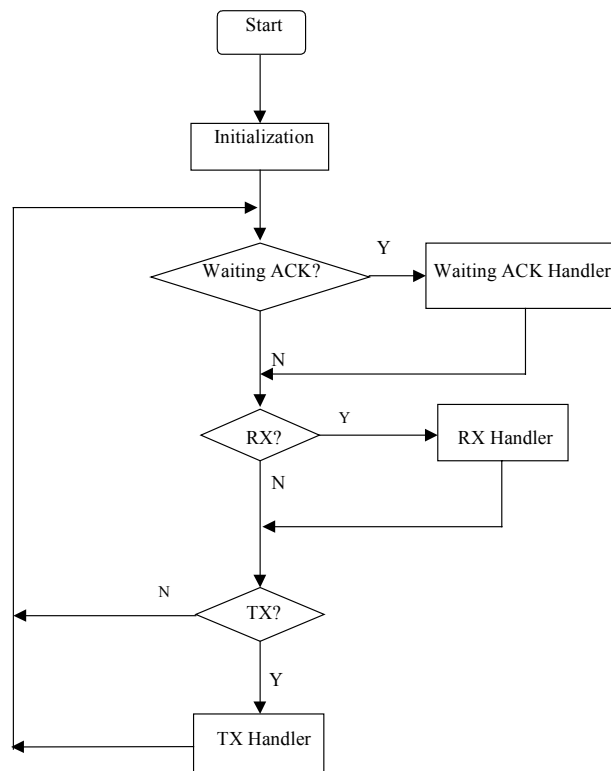 Start
Initialization
Waiting ACK?
Y
Waiting ACK Handler
N
RX?
Y
RX Handler
N
TX?
N
Y
TX Handler